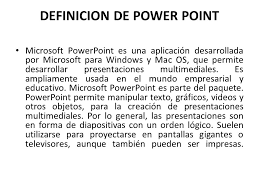 DEFINICION DE POWER POINT
• Microsoft PowerPoint es una aplicación desarrollada
por Microsoft para Windows y Mac OS, que permite
desarrollar presentaciones multimediales. Es
ampliamente usada en el mundo empresarial y
educativo. Microsoft PowerPoint es parte del paquete.
PowerPoint permite manipular texto, gráficos, videos y
otros objetos, para la creación de presentaciones
multimediales. Por lo general, las presentaciones son
en forma de diapositivas con un orden lógico. Suelen
utilizarse para proyectarse en pantallas gigantes o
televisores, aunque también pueden ser impresas.